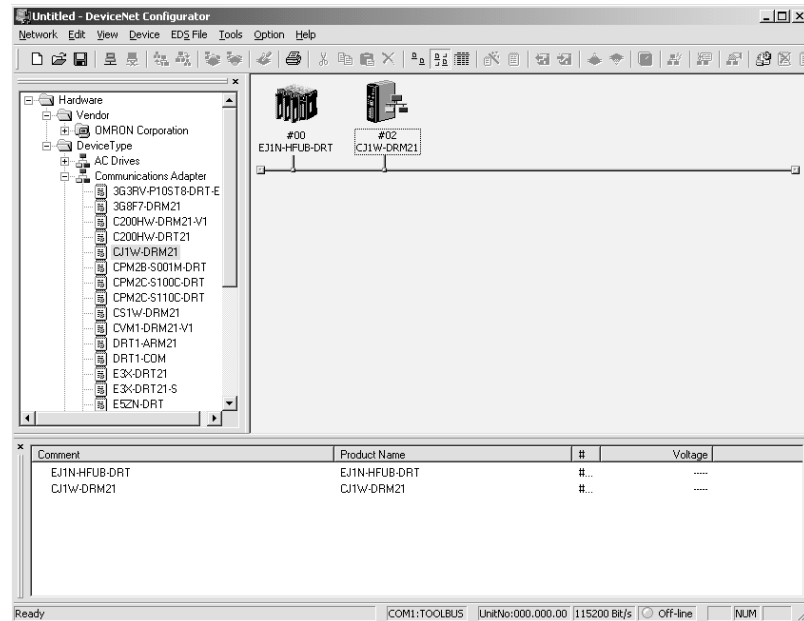 Untitled - DeviceNet Configurator
Network Edit View Device EDS File Tools Option Help
Hardware
Vendor
OMRON Corporation
DeviceType
AC Drives
Communications Adapter
3G3RV-P10ST8-DRT-E
3G8F7-DRM21
C200HW-DRM21-V1
C200HW-DRT21
CJ1W-DRM21
CPM2B-S001M-DRT
CPM2C-S100C-DRT
CPM2C-S110C-DRT
CS1W-DRM21
CVM1-DRM21-V1
DRT1-ARM21
DRT1-COM
E3X-DRT21
E3X-DRT21-S
E5ZN-DRT
#00
EJ1N-HFUB-DRT
#02
CJ1W-DRM21
Comment Product Name # Voltage
EJ1N-HFUB-DRT EJ1N-HFUB-DRT #... -----
CJ1W-DRM21 CJ1W-DRM21 #... -----
Ready COM1:TOOLBUS UnitNo:000.000.00 115200 Bit/s Off-line NUM